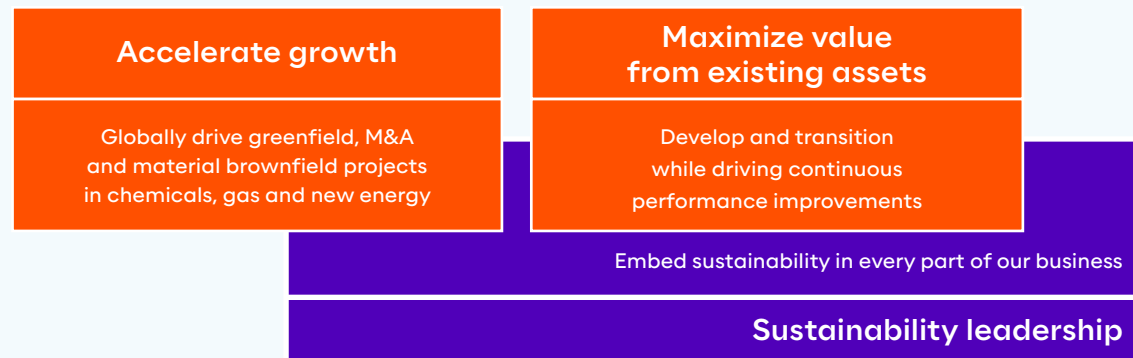 Accelerate growth
Globally drive greenfield, M&A
and material brownfield projects
in chemicals, gas and new energy
Maximize value
from existing assets
Develop and transition
while driving continuous
performance improvements
Embed sustainability in every part of our business
Sustainability leadership